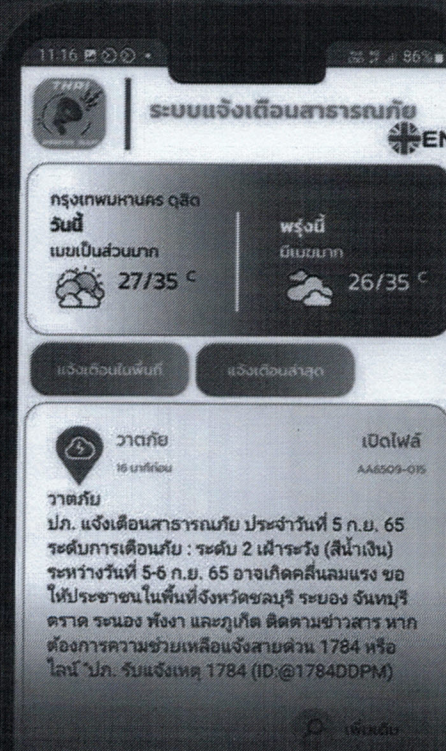 11:16
86%
THAI
ระบบแจ้งเตือนสาธารณภัย
EN
กรุงเทพมหานคร ดุสิต
วันนี้
พรุ่งนี้
เมฆเป็นส่วนมาก
มีเมฆมาก
27/35 C
26/35 C
แจ้งเตือนในพื้นที่
แจ้งเตือนล่าสุด
วาตภัย
เปิดไฟล์
16 นาทีก่อน
AA6509-015
วาตภัย
ปภ. แจ้งเตือนสาธารณภัย ประจำวันที่ 5 ก.ย. 65
ระดับการเตือนภัย : ระดับ 2 เฝ้าระวัง (สีน้ำเงิน)
ระหว่างวันที่ 5-6 ก.ย. 65 อาจเกิดคลื่นลมแรง ขอ
ให้ประชาชนในพื้นที่จังหวัดชลบุรี ระยอง จันทบุรี
ตราด ระนอง พังงา และภูเก็ต ติดตามข่าวสาร หาก
ต้องการความช่วยเหลือแจ้งสายด่วน 1784 หรือ
ไลน์ "ปภ. รับแจ้งเหตุ 1784 (ID:@1784DDPM)
เพิ่มเติม